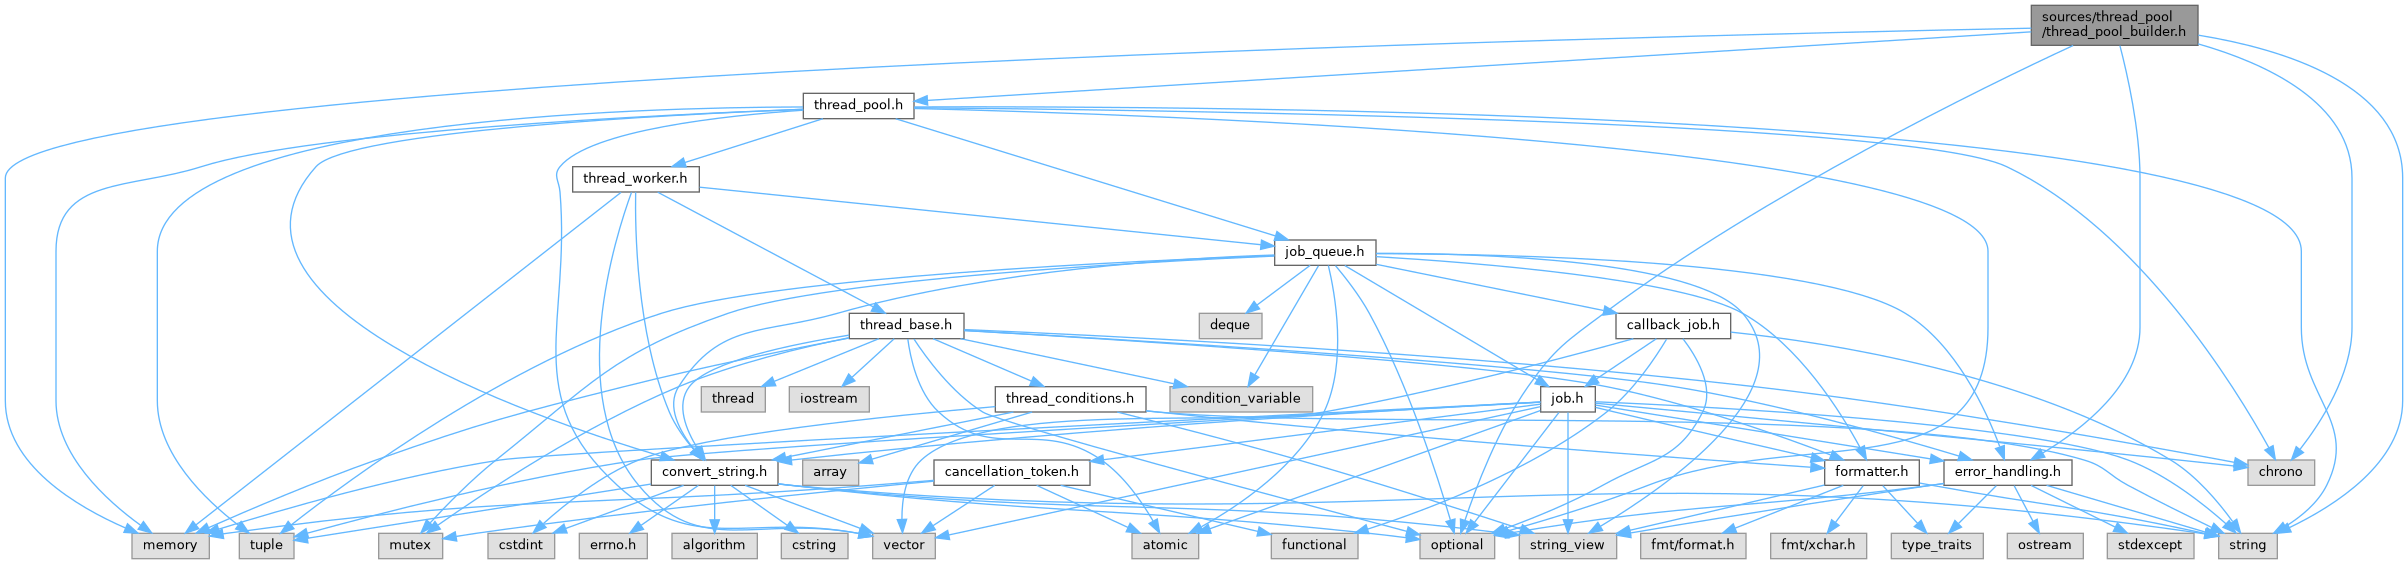 sources/thread_pool
/thread_pool_builder.h
thread_pool.h
thread_worker.h
job_queue.h
thread_base.h
deque
callback_job.h
thread
iostream
thread_conditions.h
condition_variable
job.h
convert_string.h
array
cancellation_token.h
formatter.h
error_handling.h
chrono
memory
tuple
mutex
cstdint
errno.h
algorithm
cstring
vector
atomic
functional
optional
string_view
fmt/format.h
fmt/xchar.h
type_traits
ostream
stdexcept
string